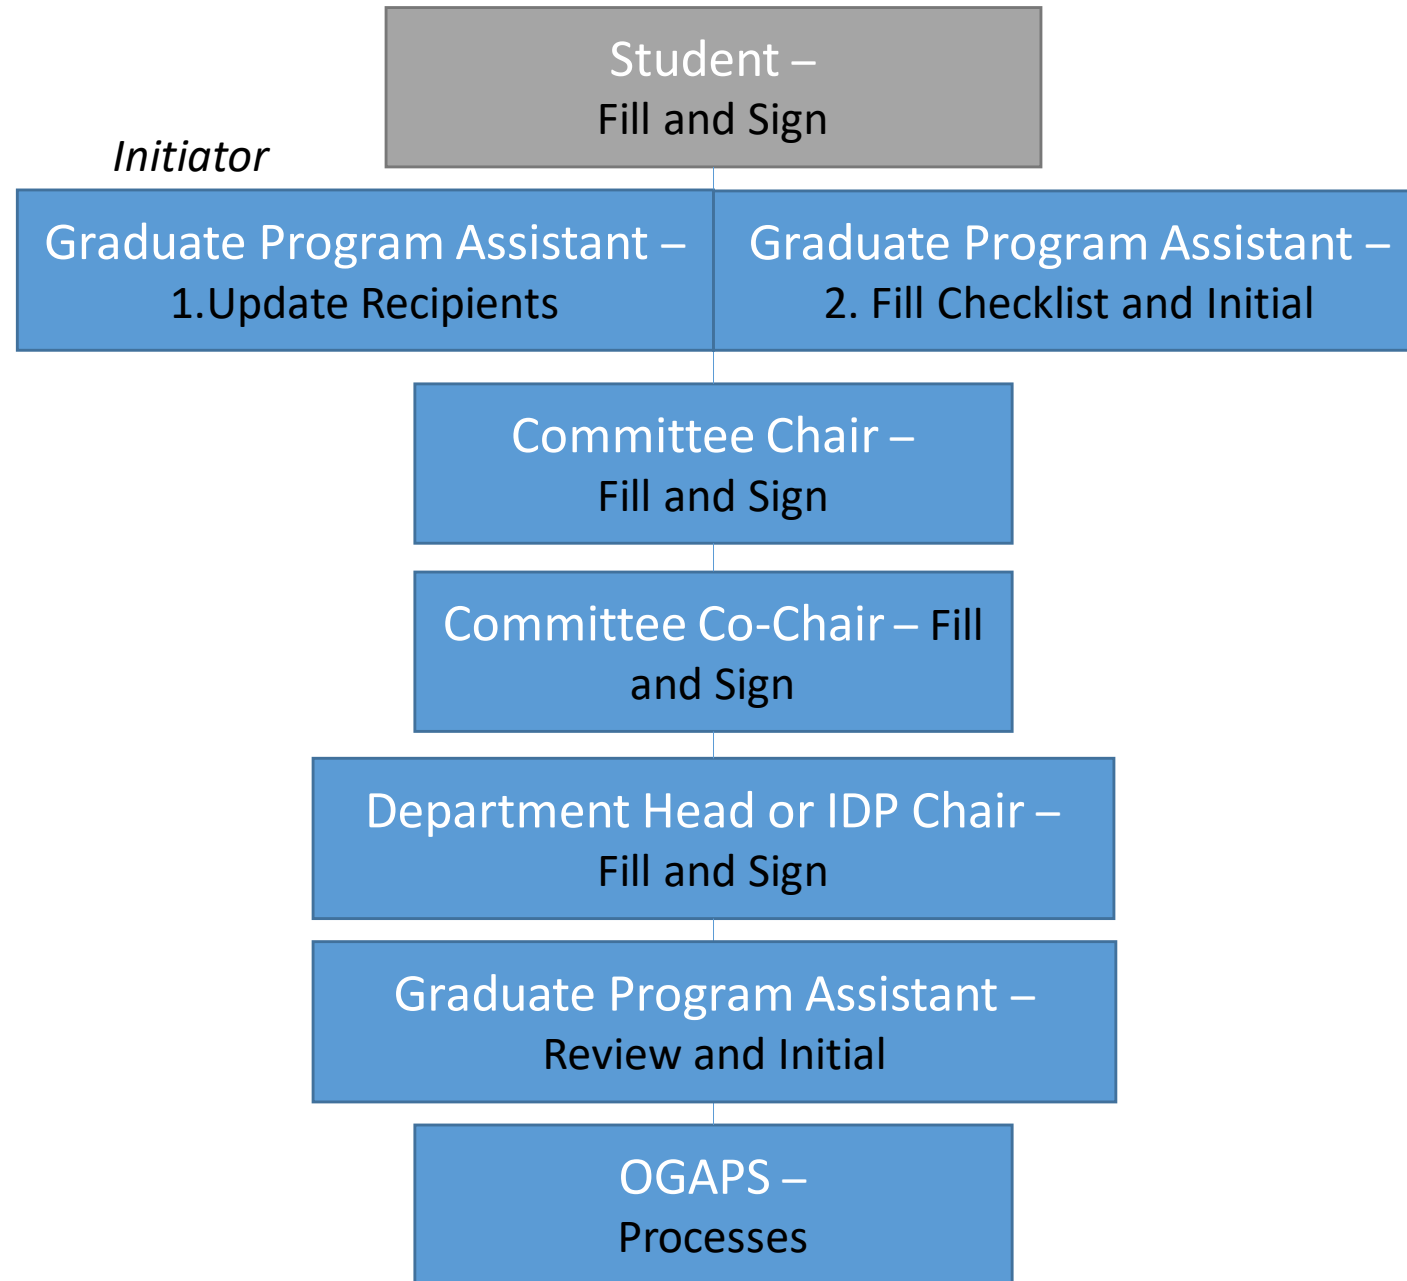 Student –
Fill and Sign
Initiator
Graduate Program Assistant –
1.Update Recipients
Graduate Program Assistant –
2. Fill Checklist and Initial
Committee Chair –
Fill and Sign
Committee Co-Chair – Fill
and Sign
Department Head or IDP Chair –
Fill and Sign
Graduate Program Assistant –
Review and Initial
OGAPS –
Processes